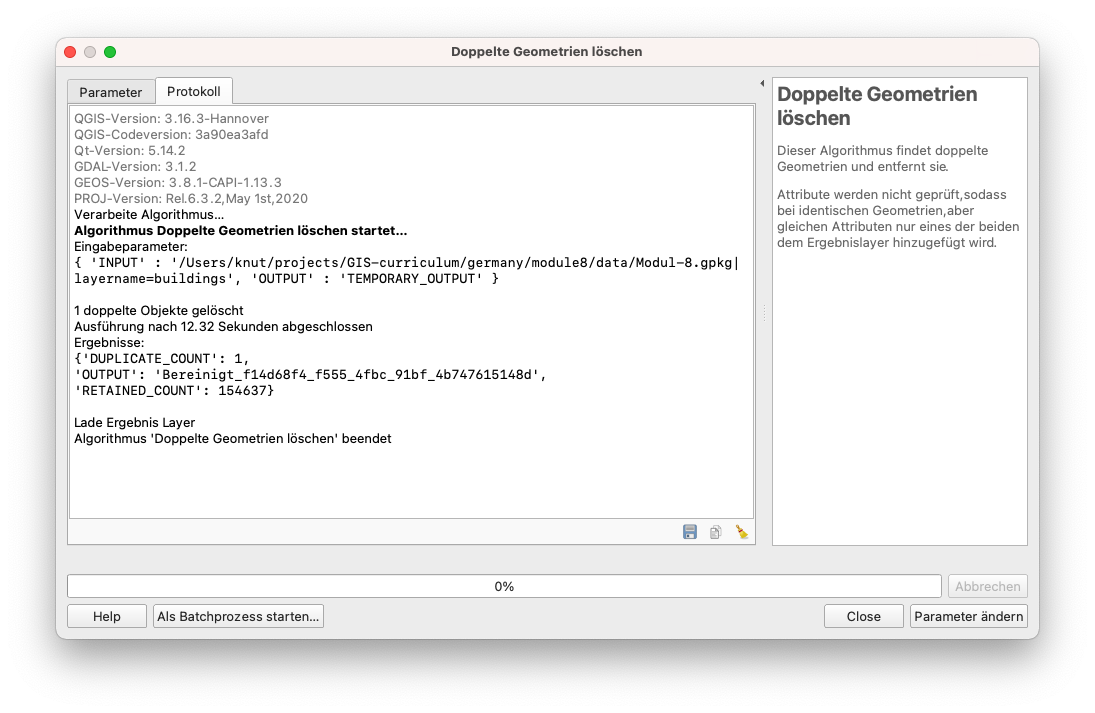 Doppelte Geometrien löschen
Parameter
Protokoll
QGIS-Version: 3.16.3-Hannover
QGIS-Codeversion: 3a90ea3afd
Qt-Version: 5.14.2
GDAL-Version: 3.1.2
GEOS-Version: 3.8.1-CAPI-1.13.3
PROJ-Version: Rel.6.3.2,May 1st,2020
Verarbeite Algorithmus…
Algorithmus Doppelte Geometrien löschen startet…
Eingabeparameter:
{ 'INPUT' : '/Users/knut/projects/GIS-curriculum/germany/module8/data/Modul-8.gpkg|
layername=buildings', 'OUTPUT' : 'TEMPORARY_OUTPUT' }
1 doppelte Objekte gelöscht
Ausführung nach 12.32 Sekunden abgeschlossen
Ergebnisse:
{'DUPLICATE_COUNT': 1,
'OUTPUT': 'Bereinigt_f14d68f4_f555_4fbc_91bf_4b747615148d',
'RETAINED_COUNT': 154637}
Lade Ergebnis Layer
Algorithmus 'Doppelte Geometrien löschen' beendet
Doppelte Geometrien
löschen
Dieser Algorithmus findet doppelte
Geometrien und entfernt sie.
Attribute werden nicht geprüft,sodass
bei identischen Geometrien,aber
gleichen Attributen nur eines der beiden
dem Ergebnislayer hinzugefügt wird.
0%
Abbrechen
Help
Als Batchprozess starten…
Close
Parameter ändern